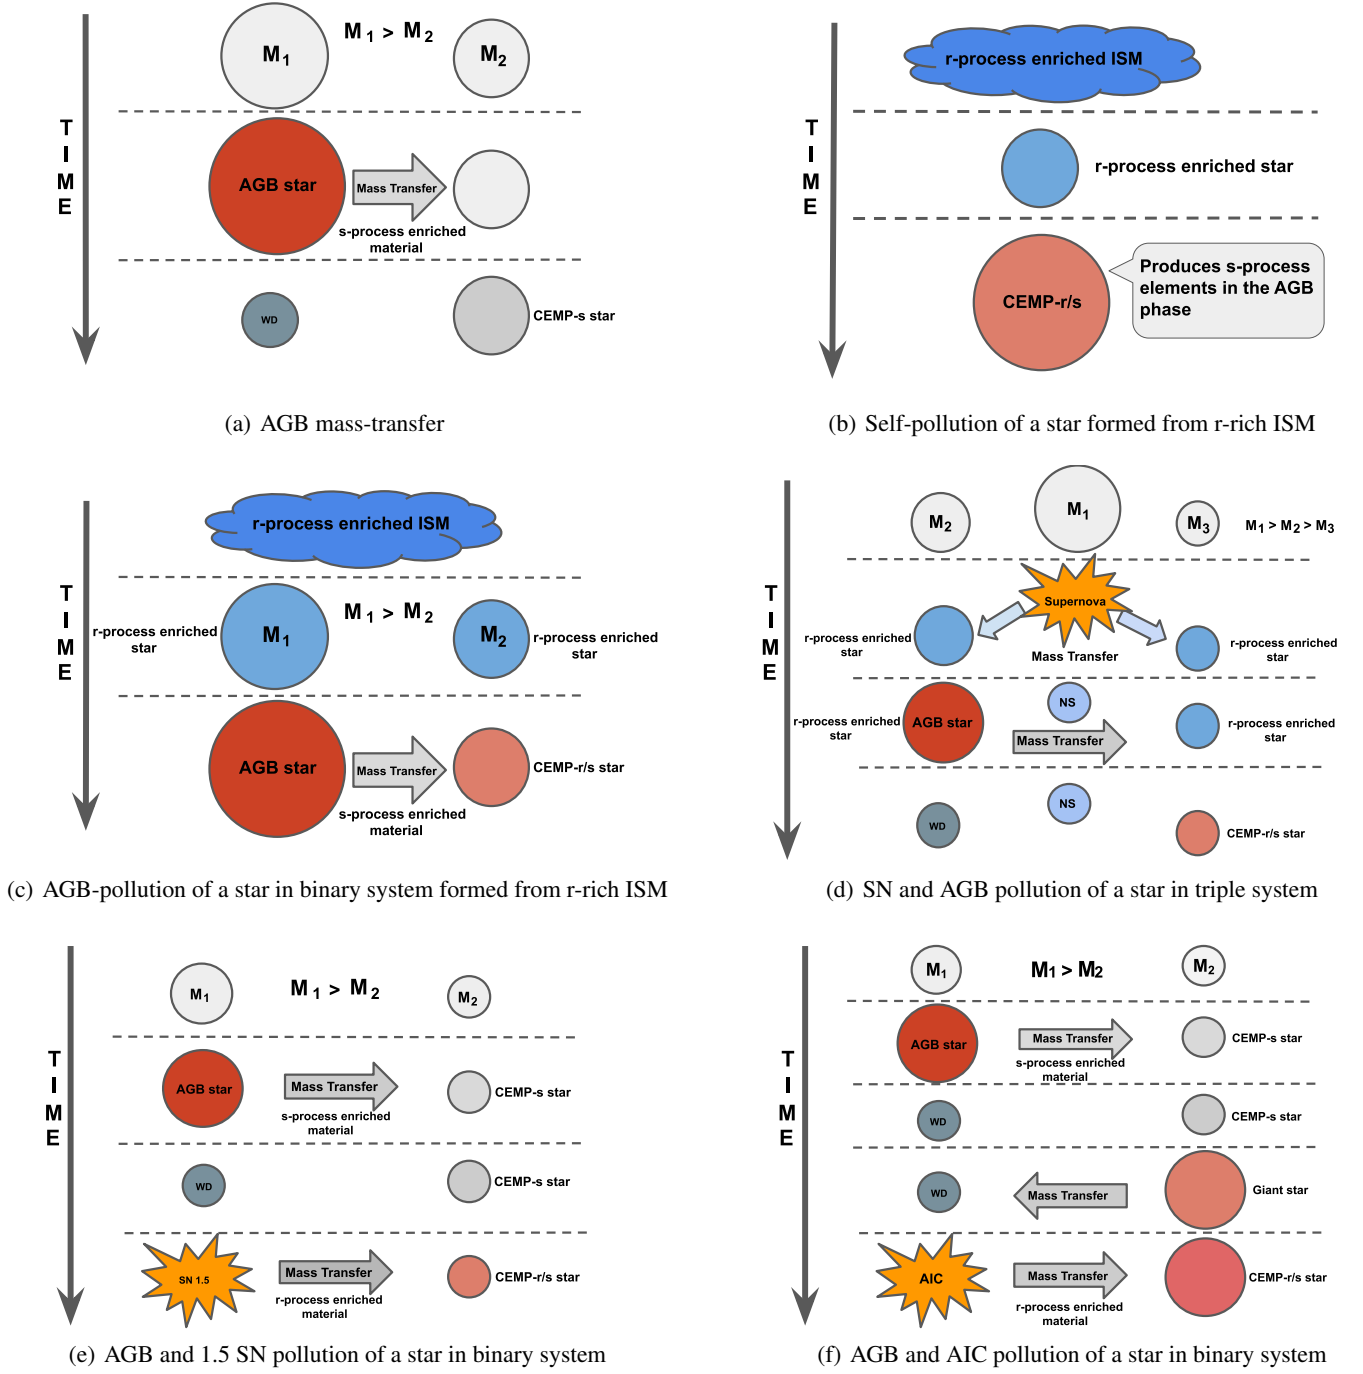 T
I
M
E
M1
M1 > M2
M2
AGB star
Mass Transfer
s-process enriched
material
WD
CEMP-s star
(a) AGB mass-transfer
T
I
M
E
r-process enriched ISM
r-process enriched star
CEMP-r/s
Produces s-process
elements in the AGB
phase
(b) Self-pollution of a star formed from r-rich ISM
T
I
M
E
r-process enriched ISM
r-process enriched
star
M1
M1 > M2
M2
r-process enriched
star
AGB star
Mass Transfer
s-process enriched
material
CEMP-r/s star
(c) AGB-pollution of a star in binary system formed from r-rich ISM
T
I
M
E
M2
M1
M3
M1 > M2 > M3
Supernova
r-process enriched
star
Mass Transfer
r-process enriched
star
r-process enriched
star
AGB star
NS
Mass Transfer
r-process enriched
star
WD
NS
CEMP-r/s star
(d) SN and AGB pollution of a star in triple system
T
I
M
E
M1
M1 > M2
M2
AGB star
Mass Transfer
s-process enriched
material
CEMP-s star
WD
CEMP-s star
SN 1.5
Mass Transfer
r-process enriched
material
CEMP-r/s star
(e) AGB and 1.5 SN pollution of a star in binary system
T
I
M
E
M1
M1 > M2
M2
AGB star
Mass Transfer
s-process enriched
material
CEMP-s star
WD
CEMP-s star
WD
Mass Transfer
Giant star
AIC
Mass Transfer
r-process enriched
material
CEMP-r/s star
(f) AGB and AIC pollution of a star in binary system